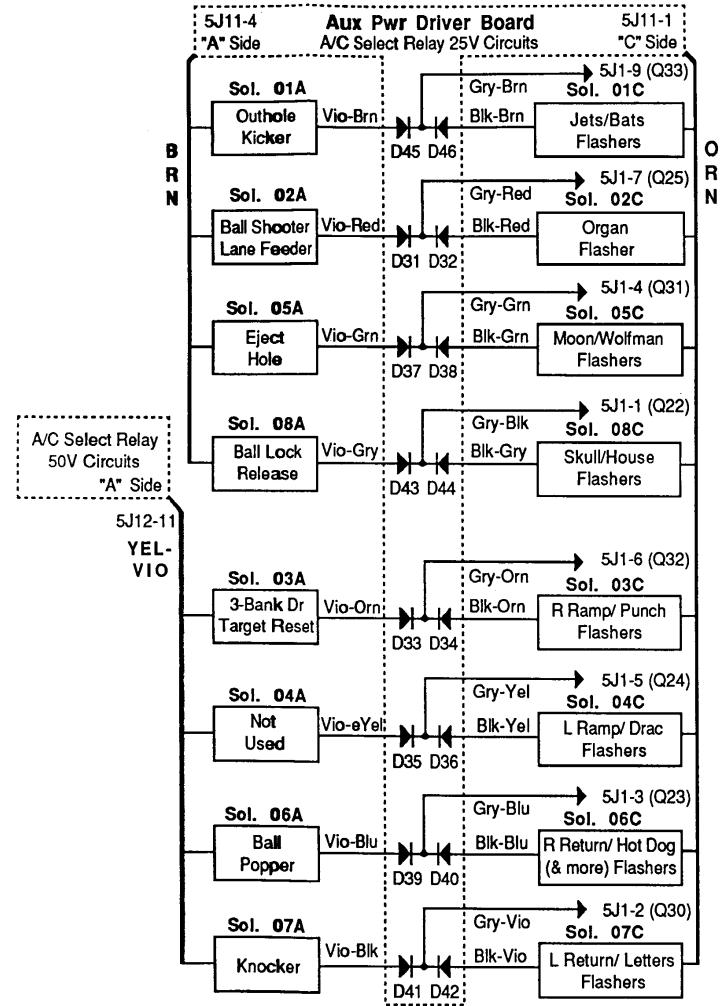 5J11-4 Aux Pwr Driver Board 5J11-1
"A" Side A/C Select Relay 25V Circuits "C" Side
BRN
ORN
5J1-9 (Q33)
Sol. 01A Gry-Brn Sol. 01C
Outhole Kicker Vio-Brn D45 D46 Blk-Brn Jets/Bats Flashers
5J1-7 (Q25)
Sol. 02A Gry-Red Sol. 02C
Ball Shooter Lane Feeder Vio-Red D31 D32 Blk-Red Organ Flasher
5J1-4 (Q31)
Sol. 05A Gry-Grn Sol. 05C
Eject Hole Vio-Grn D37 D38 Blk-Grn Moon/Wolfman Flashers
5J1-1 (Q22)
Sol. 08A Gry-Blk Sol. 08C
Ball Lock Release Vio-Gry D43 D44 Blk-Gry Skull/House Flashers
A/C Select Relay
50V Circuits
"A" Side
5J12-11
YEL-
VIO
5J1-6 (Q32)
Sol. 03A Gry-Orn Sol. 03C
3-Bank Dr Target Reset Vio-Orn D33 D34 Blk-Orn R Ramp/ Punch Flashers
5J1-5 (Q24)
Sol. 04A Gry-Yel Sol. 04C
Not Used Vio-eYel D35 D36 Blk-Yel L Ramp/ Drac Flashers
5J1-3 (Q23)
Sol. 06A Gry-Blu Sol. 06C
Ball Popper Vio-Blu D39 D40 Blk-Blu R Return/ Hot Dog (& more) Flashers
5J1-2 (Q30)
Sol. 07A Gry-Vio Sol. 07C
Knocker Vio-Blk D41 D42 Blk-Vio L Return/ Letters Flashers